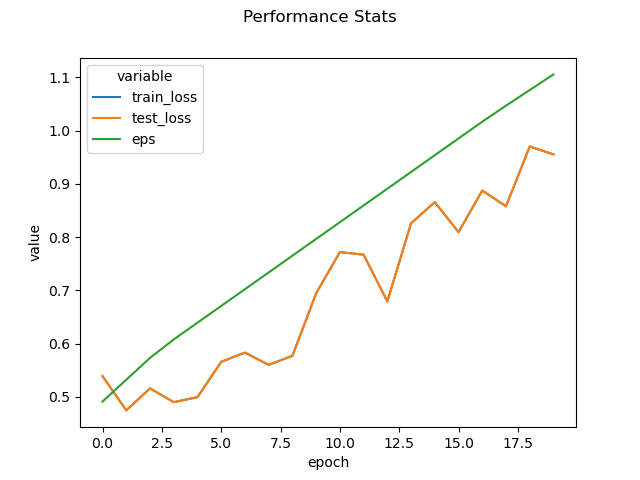 Performance Stats
variable
train_loss
test_loss
eps
value
1.1
1.0
0.9
0.8
0.7
0.6
0.5
0.0 2.5 5.0 7.5 10.0 12.5 15.0 17.5
epoch